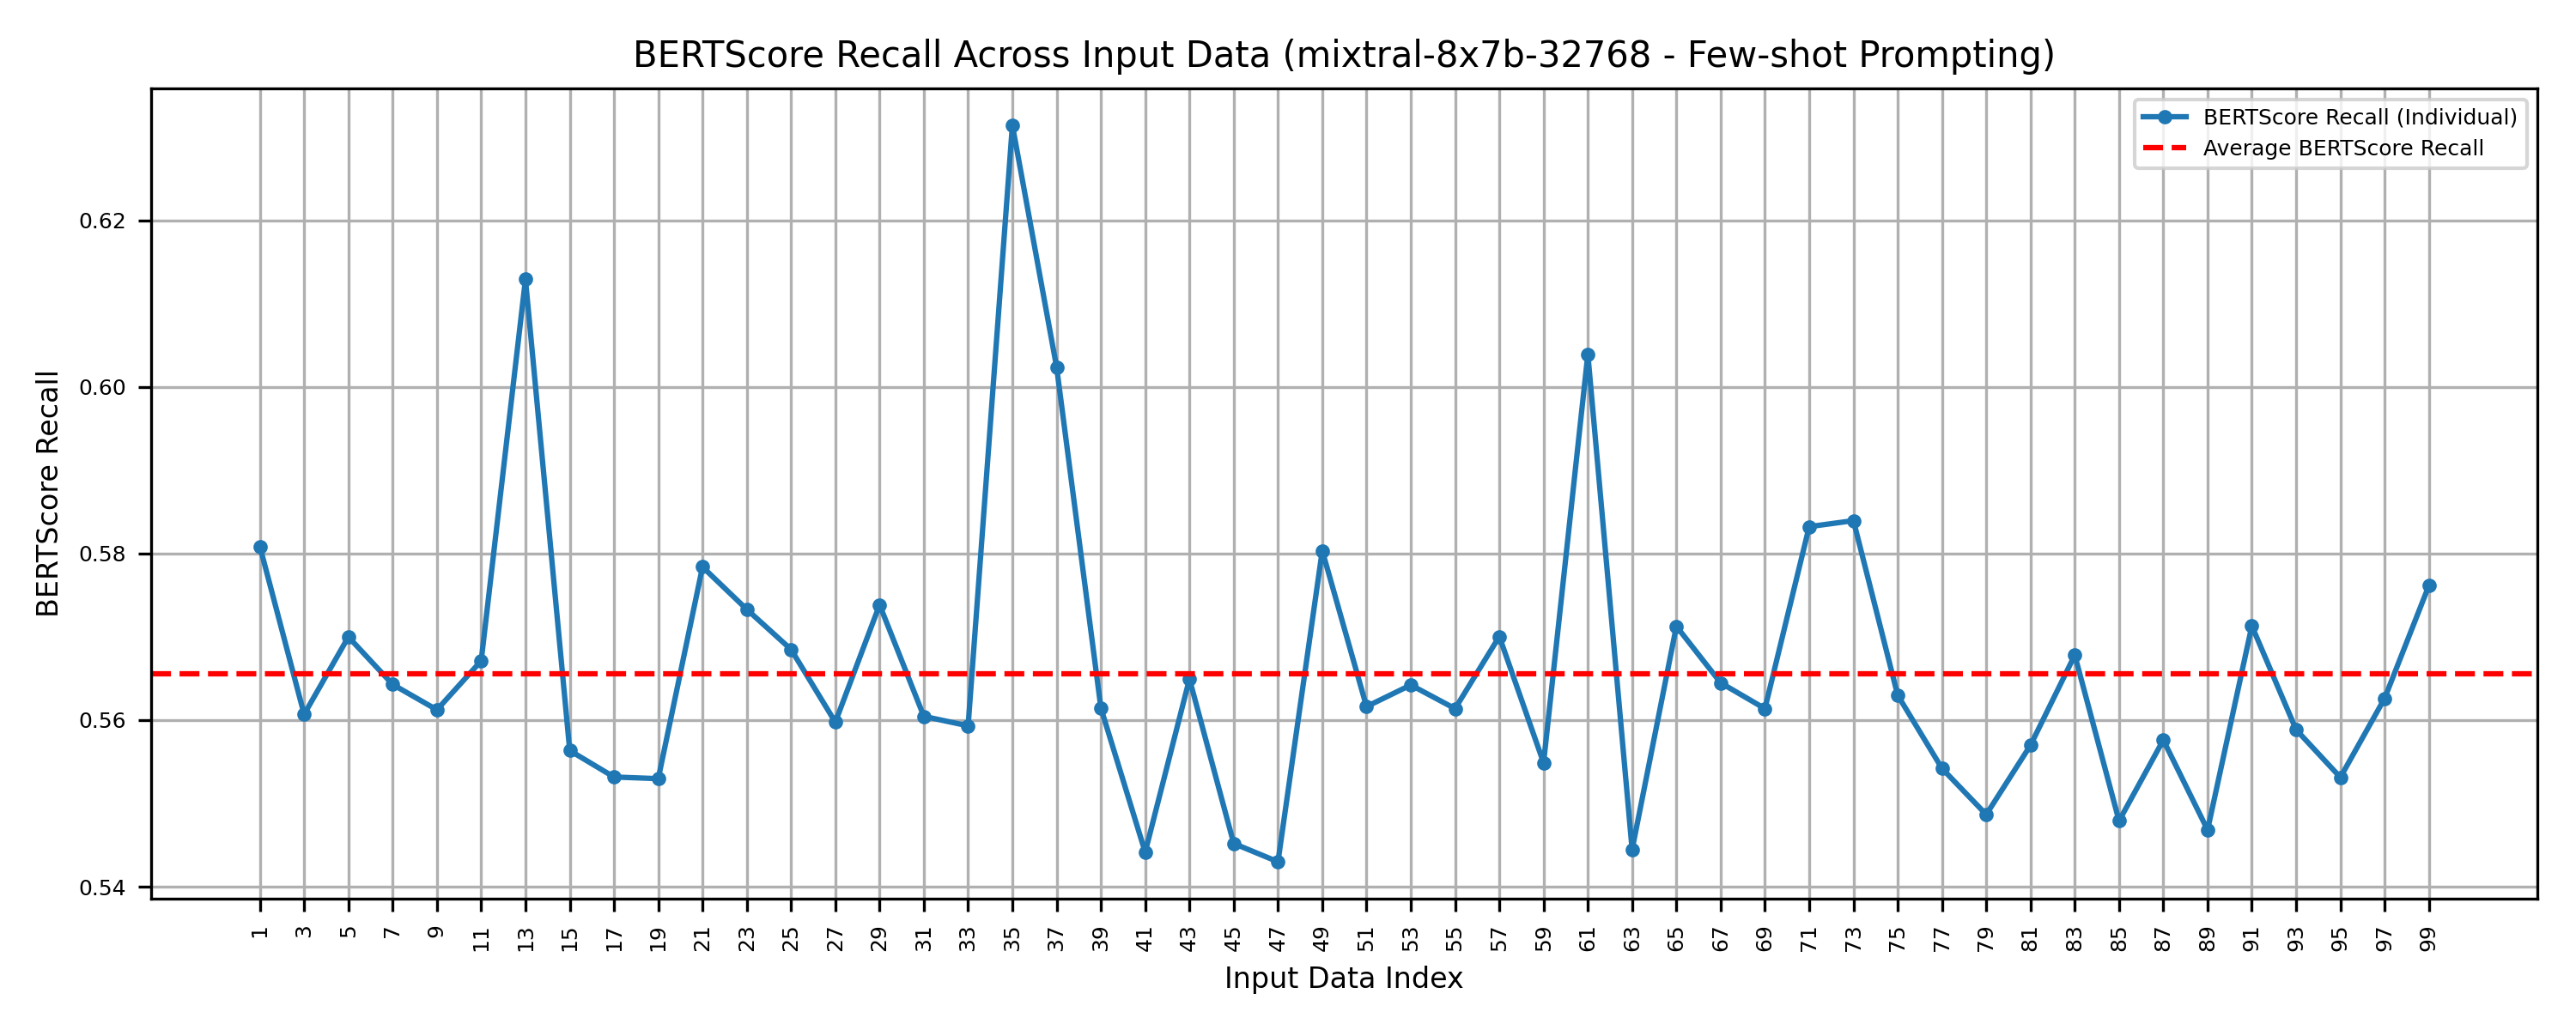 BERTScore Recall Across Input Data (mixtral-8x7b-32768 - Few-shot Prompting)
BERTScore Recall (Individual)
Average BERTScore Recall
BERTScore Recall
0.62
0.60
0.58
0.56
0.54
1 3 5 7 9 11 13 15 17 19 21 23 25 27 29 31 33 35 37 39 41 43 45 47 49 51 53 55 57 59 61 63 65 67 69 71 73 75 77 79 81 83 85 87 89 91 93 95 97 99
Input Data Index